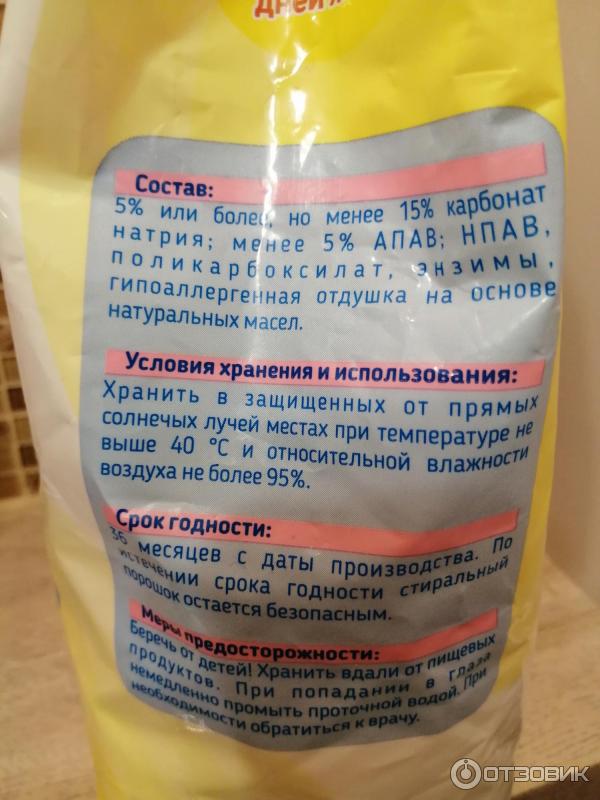 дней
Состав:
5% или более, но менее 15% карбонат
натрия; менее 5% АПАВ; НПАВ,
поликарбоксилат, энзимы,
гипоаллергенная отдушка на основе
натуральных масел.
Условия хранения и использования:
Хранить в защищенных от прямых
солнечых лучей местах при температуре не
выше 40 °С и относительной влажности
воздуха не более 95%.
Срок годности:
36 месяцев с даты производства. По
истечении срока годности стиральный
порошок остается безопасным.
Меры предосторожности:
Беречь от детей! Хранить вдали от пищевых
продуктов. При попадании в глаза
немедленно промыть проточной водой. При
необходимости обратиться к врачу.
ОТЗОВИК